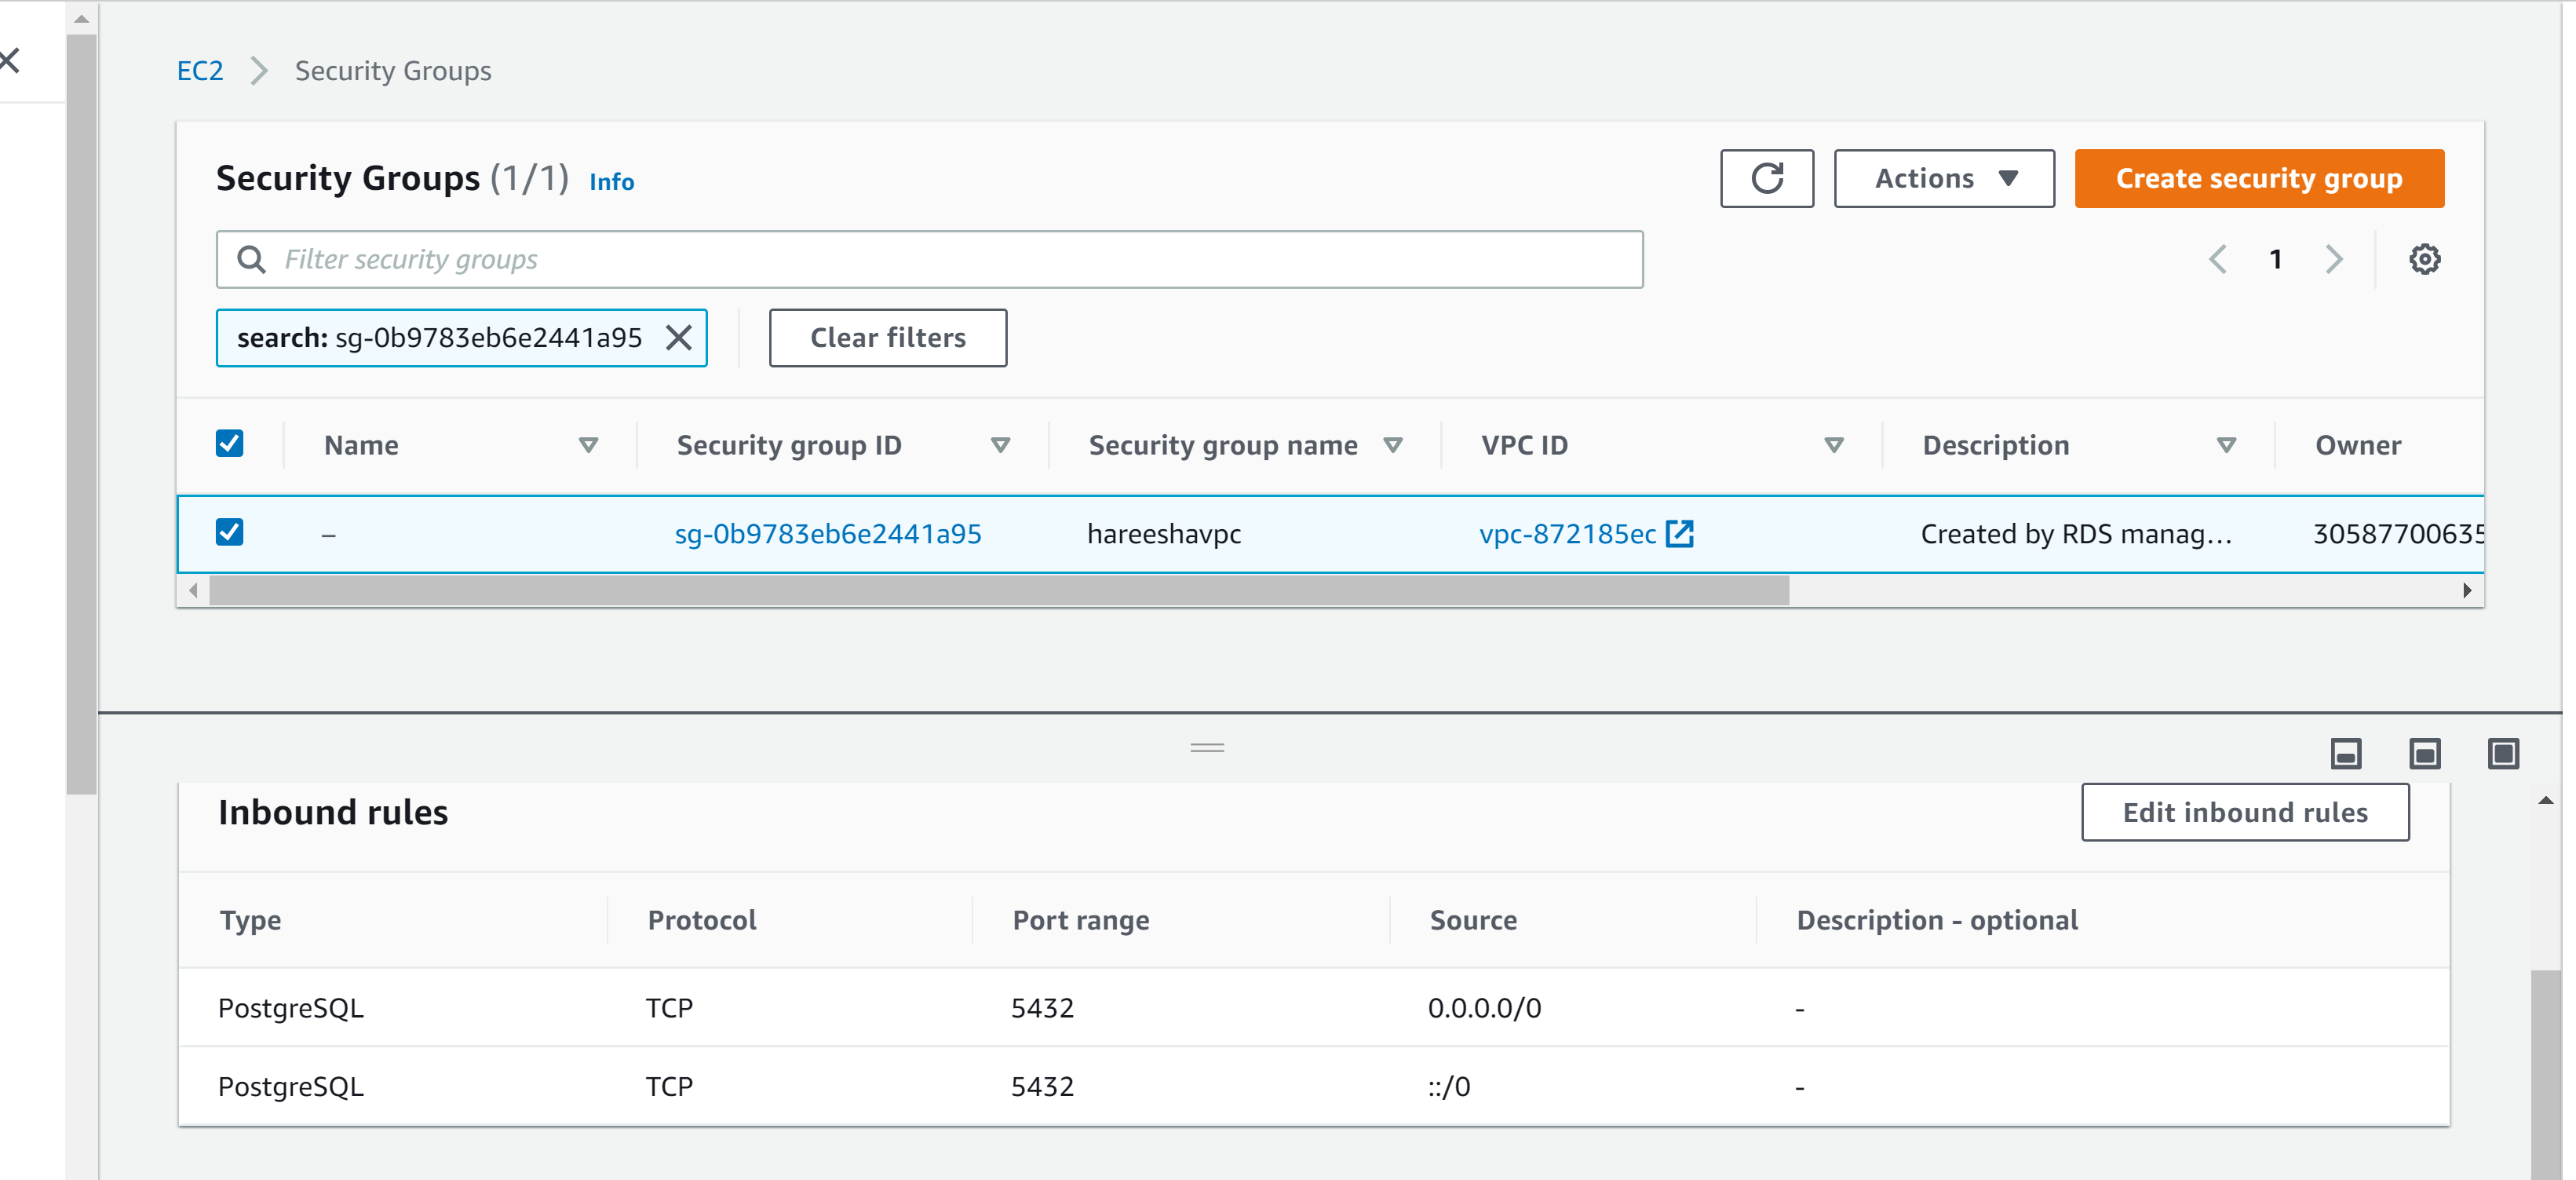 EC2 Security Groups
Security Groups (1/1) Info
Actions
Create security group
Filter security groups
1
search: sg-0b9783eb6e2441a95
Clear filters
Name Security group ID Security group name VPC ID Description Owner
– sg-0b9783eb6e2441a95 hareeshavpc vpc-872185ec Created by RDS manag... 30587700635
Inbound rules
Edit inbound rules
Type Protocol Port range Source Description - optional
PostgreSQL TCP 5432 0.0.0.0/0 -
PostgreSQL TCP 5432 ::/0 -